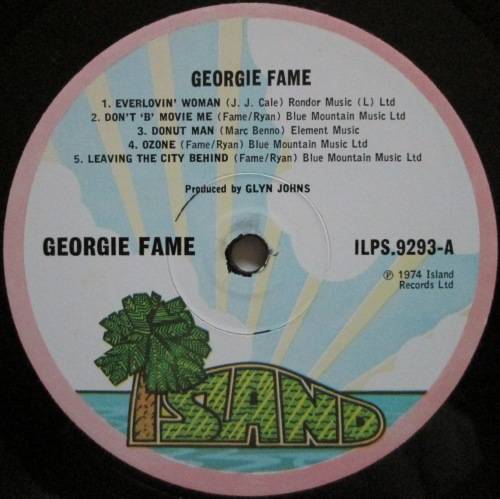 GEORGIE FAME
1. EVERLOVIN' WOMAN (J. J. Cale) Rondor Music (L) Ltd
2. DON'T 'B' MOVIE ME (Fame/Ryan) Blue Mountain Music Ltd
3. DONUT MAN (Marc Benno) Element Music
4. OZONE (Fame/Ryan) Blue Mountain Music Ltd
5. LEAVING THE CITY BEHIND (Fame/Ryan) Blue Mountain Music Ltd
Produced by GLYN JOHNS
GEORGIE FAME
ILPS.9293-A
℗ 1974 Island
Records Ltd
ISLAND